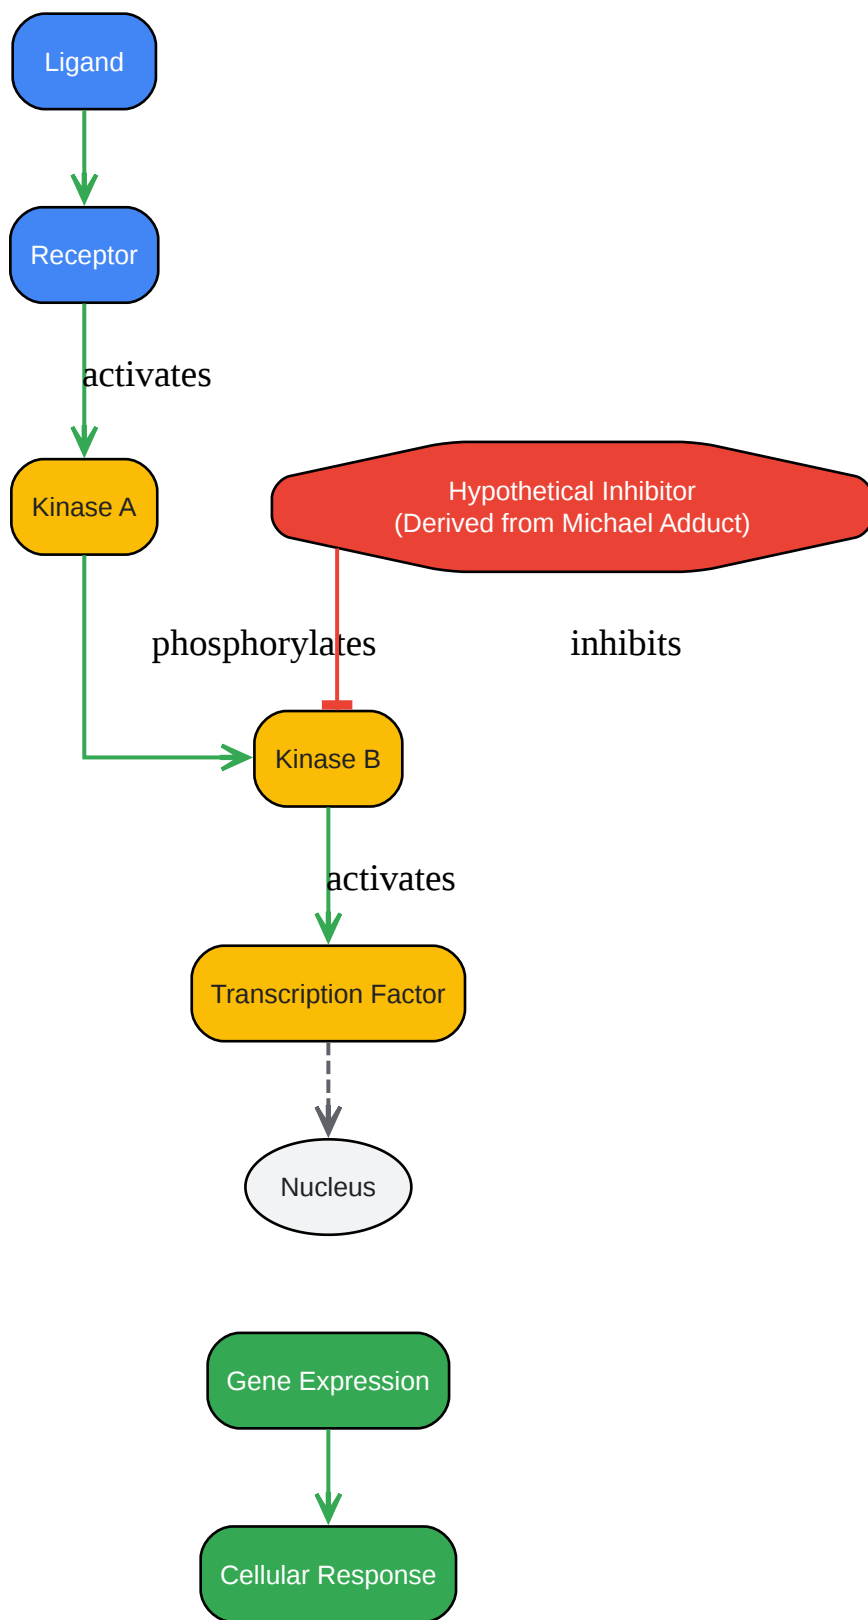 Ligand
Receptor
activates
Kinase A
Hypothetical Inhibitor
(Derived from Michael Adduct)
phosphorylates
inhibits
Kinase B
activates
Transcription Factor
Nucleus
Gene Expression
Cellular Response